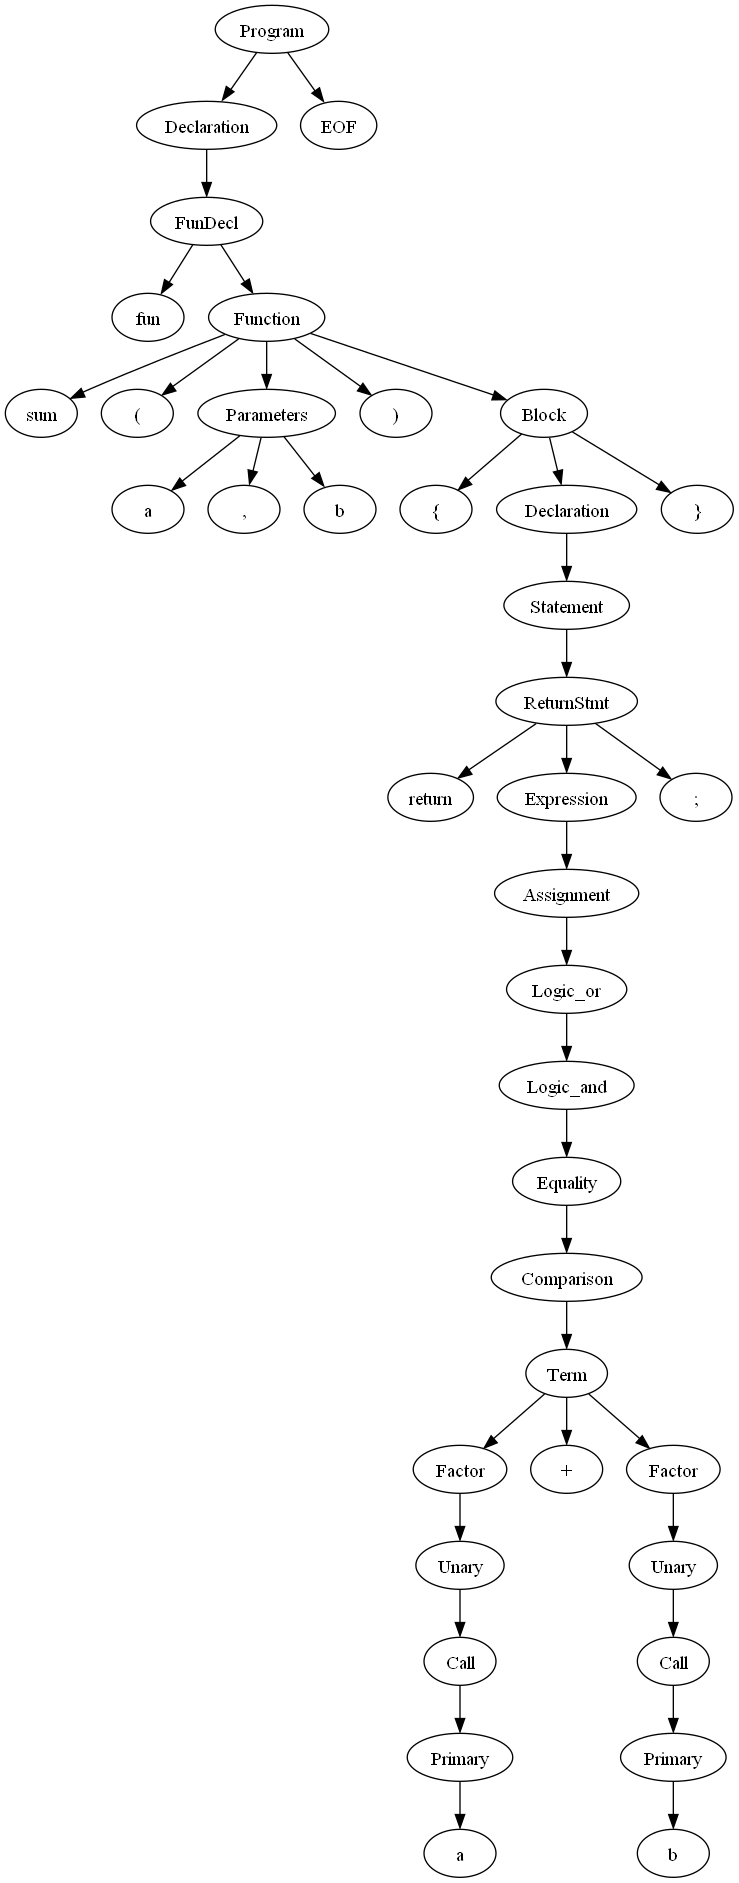 Program
Declaration
EOF
FunDecl
fun
Function
sum
(
Parameters
)
Block
a
,
b
{
Declaration
}
Statement
ReturnStmt
return
Expression
;
Assignment
Logic_or
Logic_and
Equality
Comparison
Term
Factor
+
Factor
Unary
Unary
Call
Call
Primary
Primary
a
b